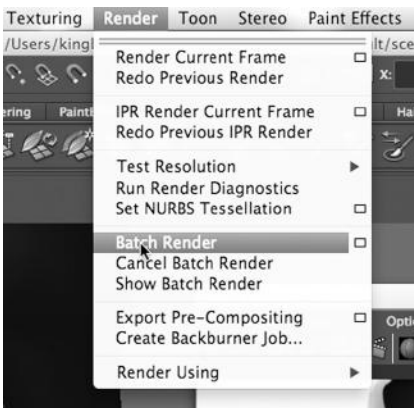 Texturing Render Toon Stereo Paint Effects
/Users/kingl
lt/sce
Render Current Frame
X:
Redo Previous Render
ering Paint
IPR Render Current Frame
Ha
Redo Previous IPR Render
Test Resolution
Run Render Diagnostics
Set NURBS Tessellation
Batch Render
Cancel Batch Render
Show Batch Render
Export Pre-Compositing
Opti
Create Backburner Job...
Render Using